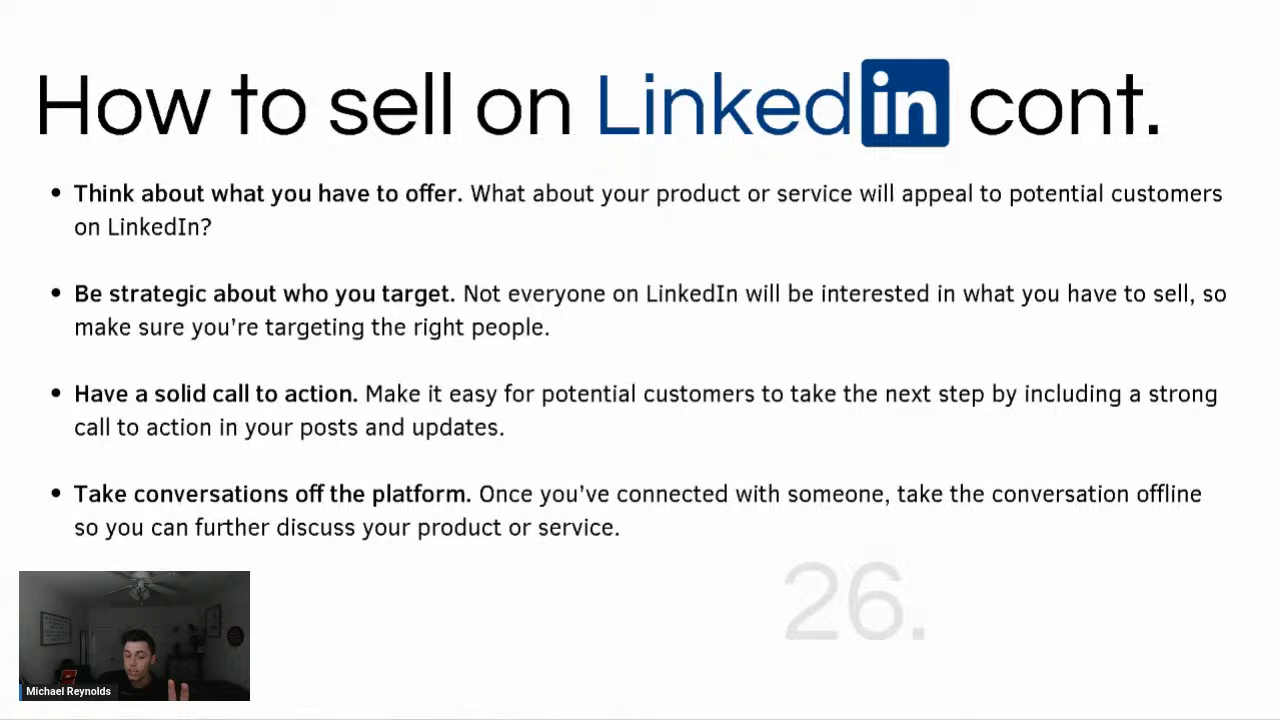 How to sell on Linkedin cont.
• Think about what you have to offer. What about your product or service will appeal to potential customers
on LinkedIn?
• Be strategic about who you target. Not everyone on LinkedIn will be interested in what you have to sell, so
make sure you're targeting the right people.
• Have a solid call to action. Make it easy for potential customers to take the next step by including a strong
call to action in your posts and updates.
• Take conversations off the platform. Once you've connected with someone, take the conversation offline
so you can further discuss your product or service.
26.
Michael Reynolds